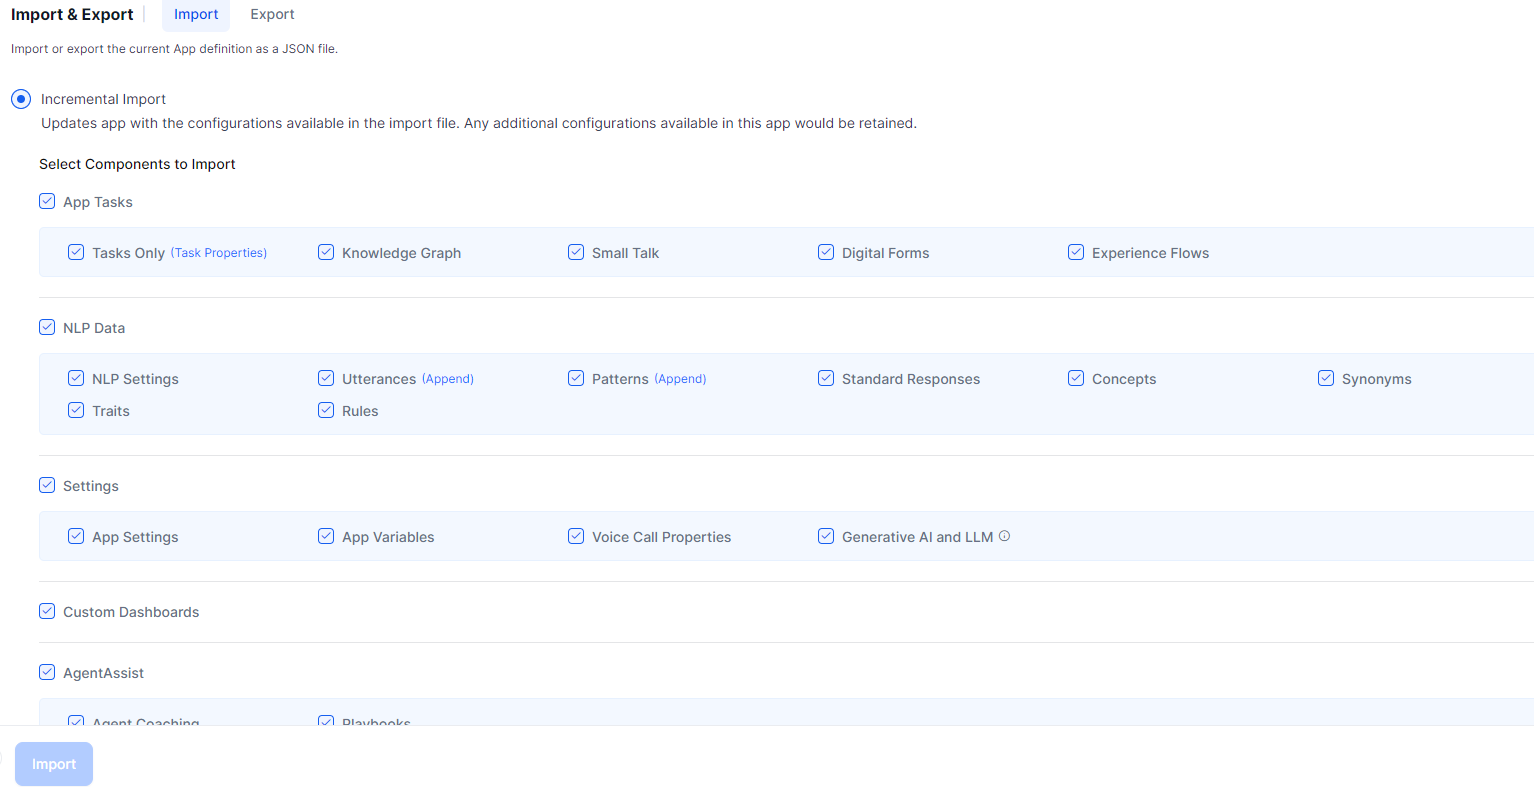 Import & Export Import Export
Import or export the current App definition as a JSON file.
Incremental Import
Updates app with the configurations available in the import file. Any additional configurations available in this app would be retained.
Select Components to Import
App Tasks
Tasks Only (Task Properties) Knowledge Graph Small Talk Digital Forms Experience Flows
NLP Data
NLP Settings Utterances (Append) Patterns (Append) Standard Responses Concepts Synonyms
Traits Rules
Settings
App Settings App Variables Voice Call Properties Generative AI and LLM
Custom Dashboards
AgentAssist
Agent Coaching Playbooks
Import